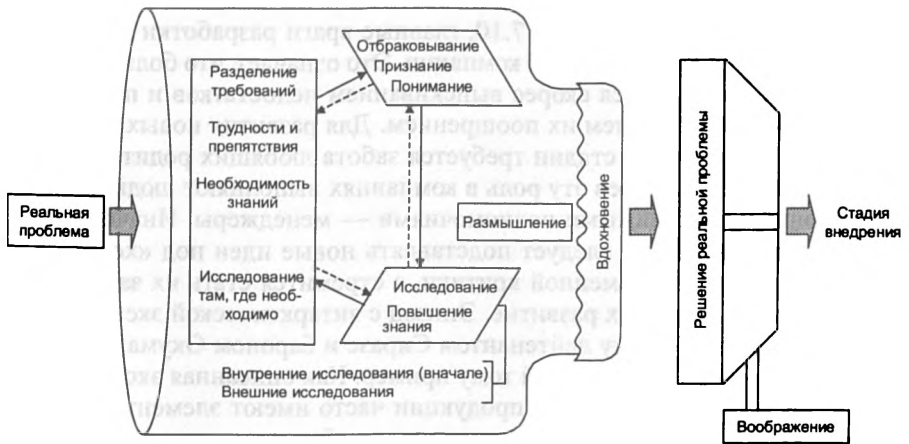 Реальная
проблема
Разделение
требований
Трудности и
препятствия
Необходимость
знаний
Исследование
там, где необ-
ходимо
Отбраковывание
Признание
Понимание
Исследование
Повышение
знания
Внутренние исследования (вначале)
Внешние исследования
Размышление
Вдохновение
Решение реальной проблемы
Воображение
Стадия
внедрения